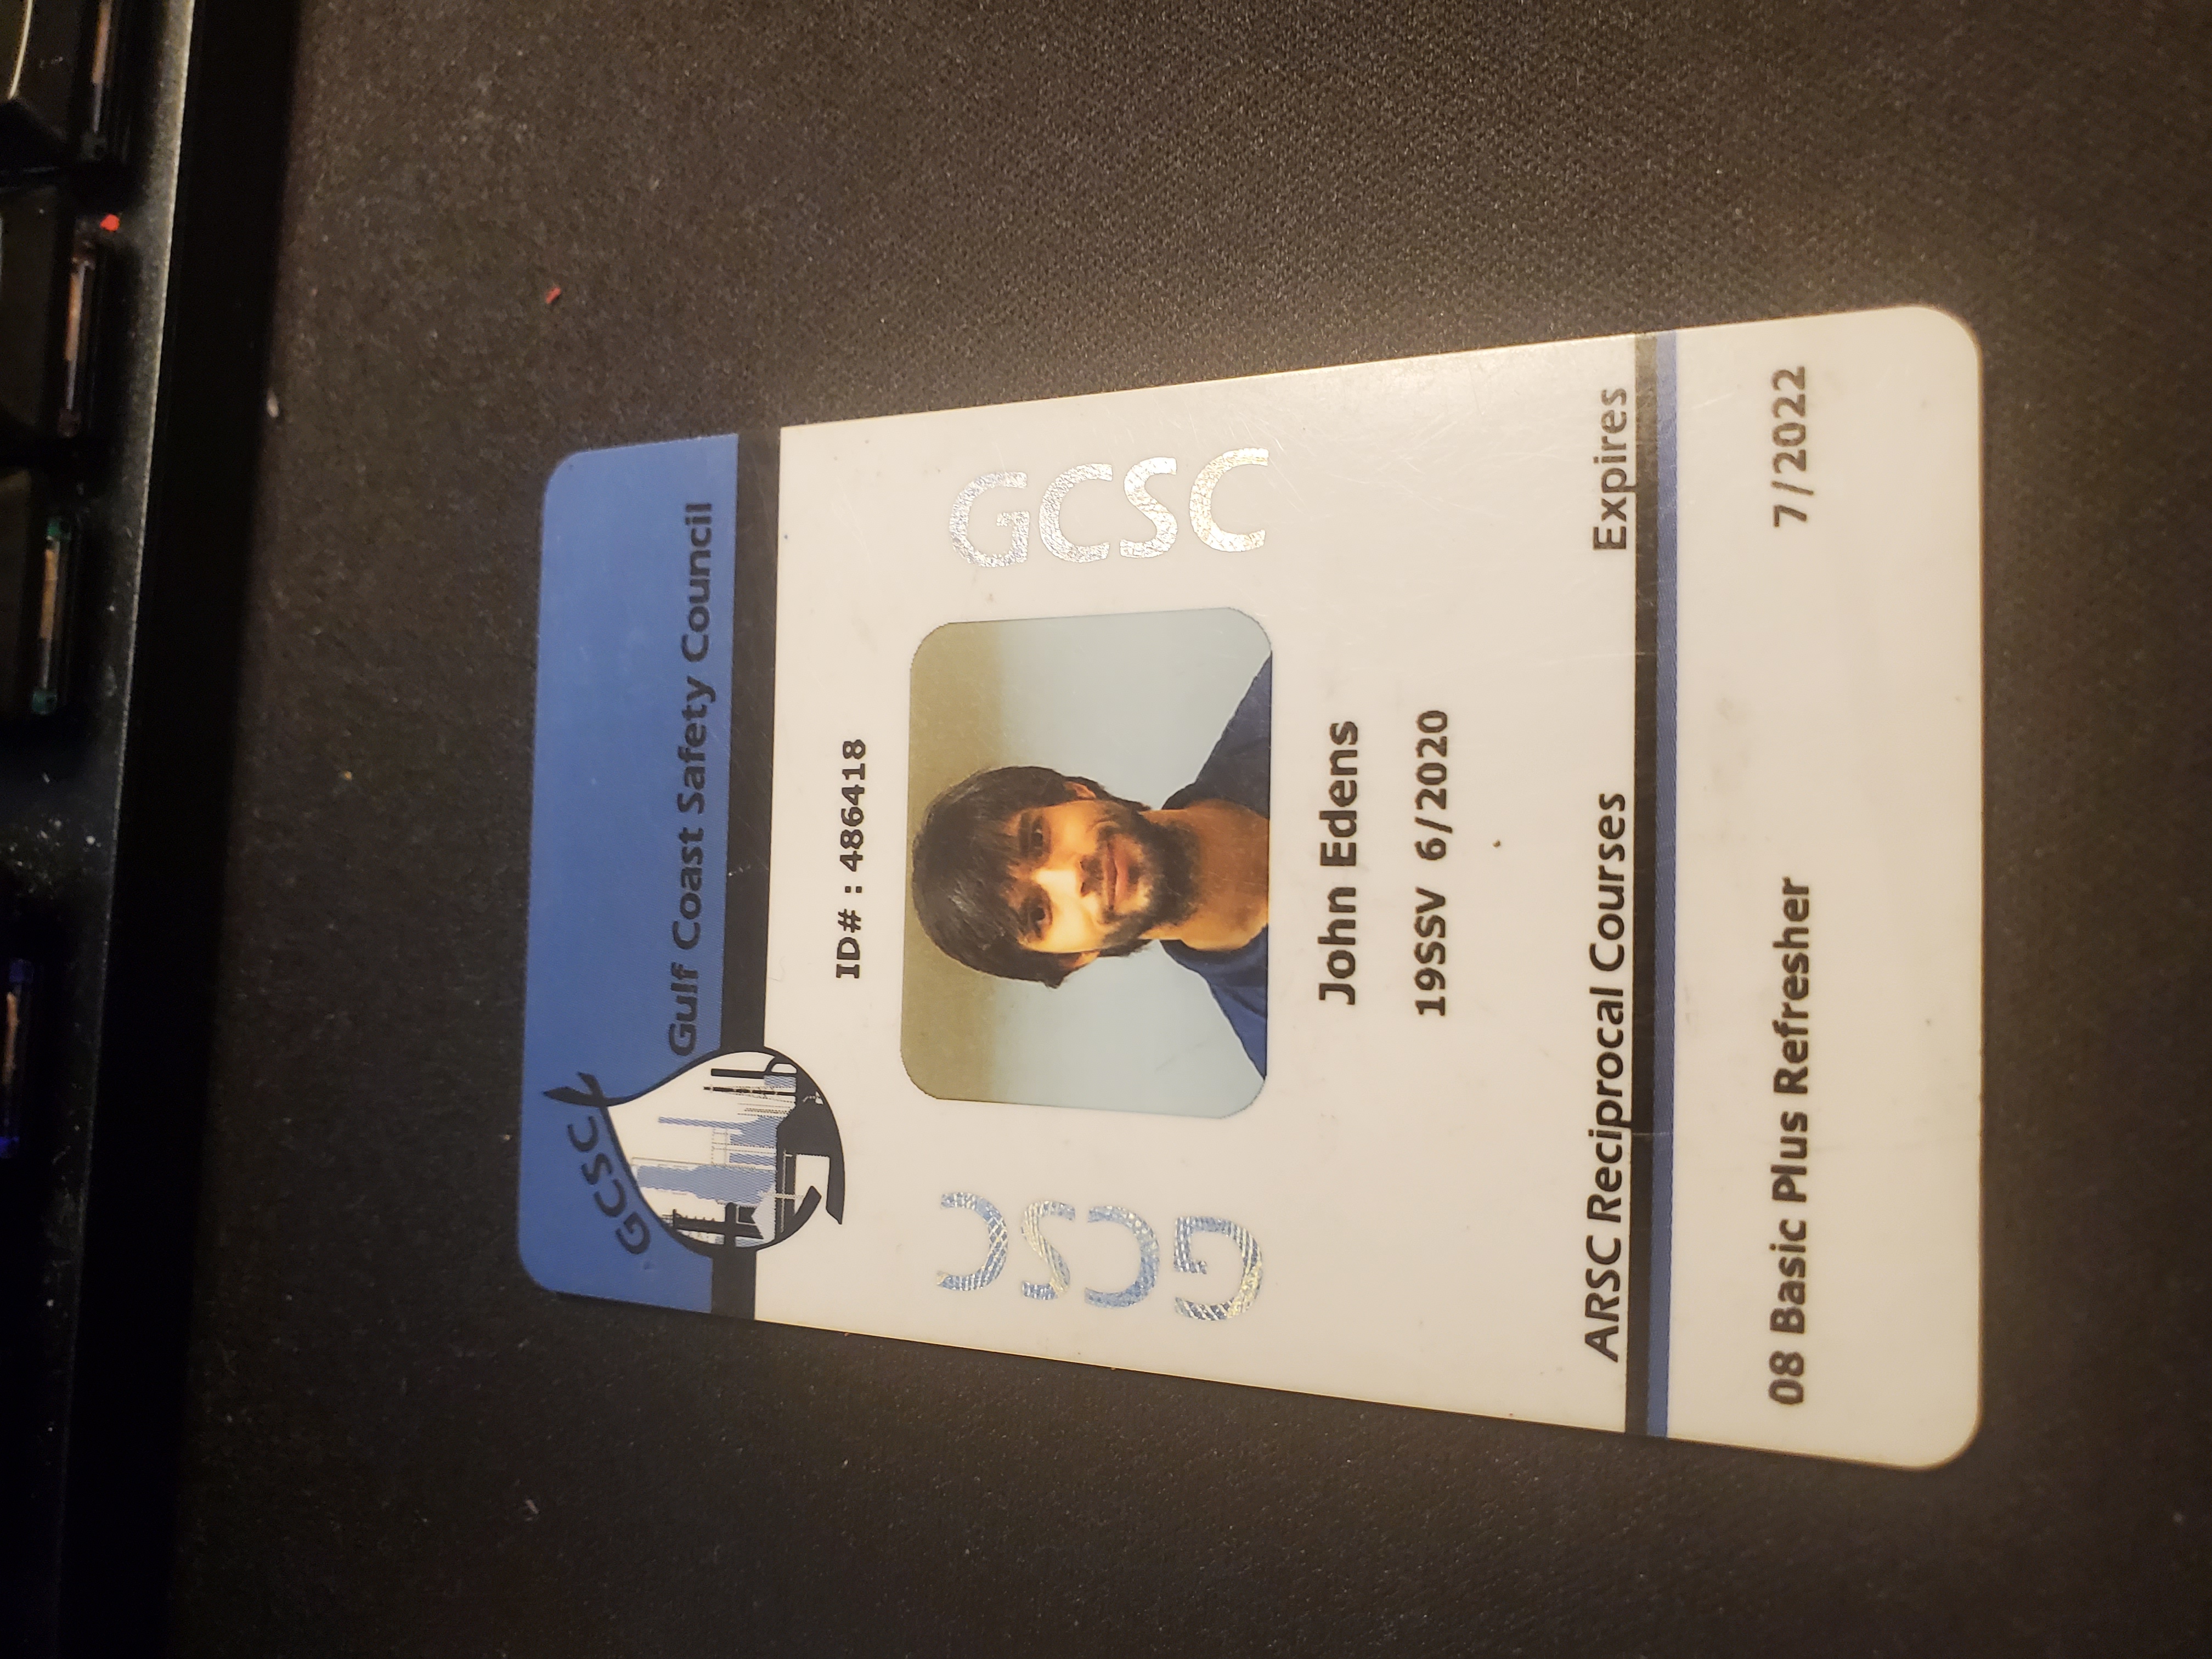 GCSC
Gulf Coast Safety Council
ID# : 486418
GCSC
GCSC
John Edens
19SSV 6/2020
ARSC Reciprocal Courses Expires
08 Basic Plus Refresher 7/2022